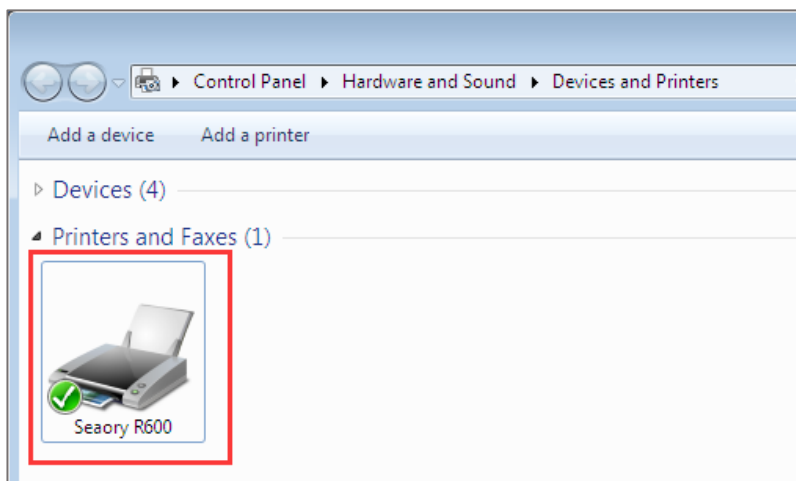 Control Panel Hardware and Sound Devices and Printers
Add a device Add a printer
Devices (4)
Printers and Faxes (1)
Seaory R600